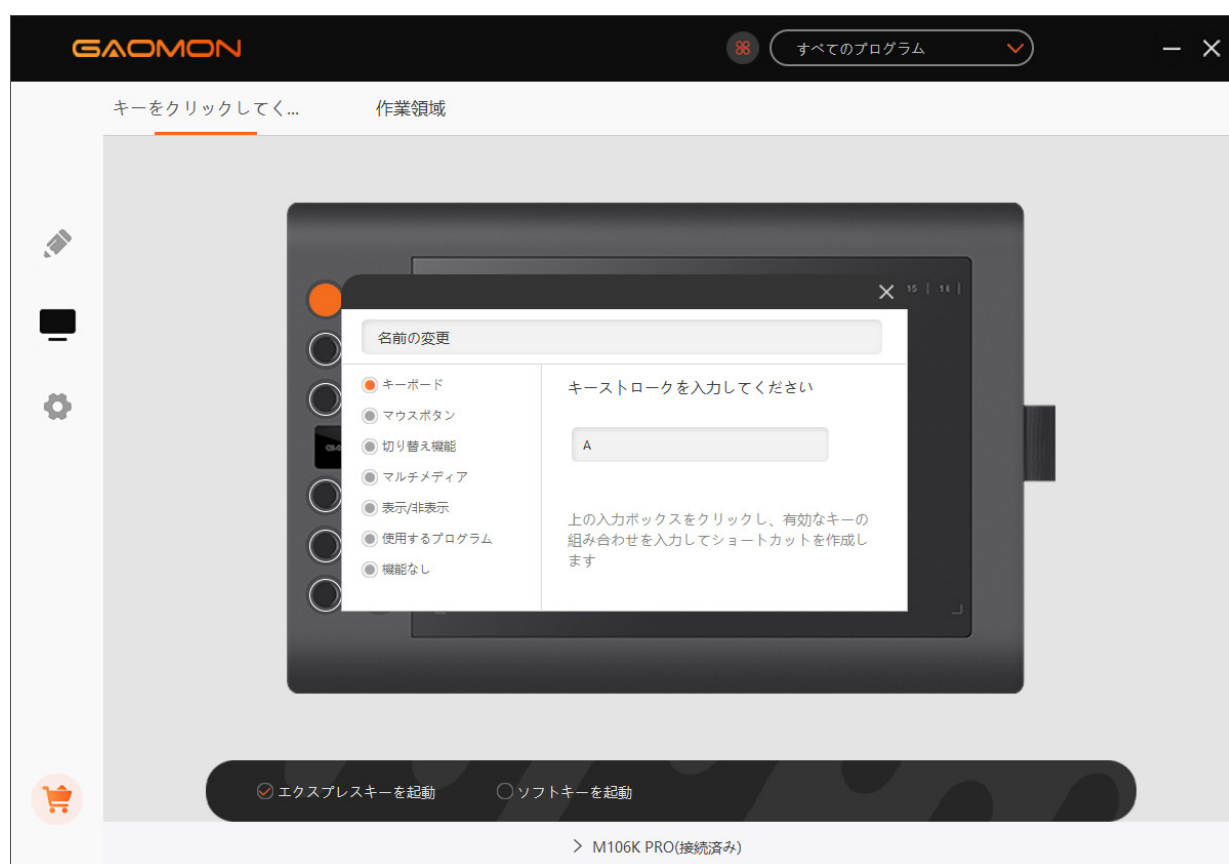 GAOMON
すべてのプログラム
キーをクリックしてく...
作業領域
15 | 16 |
名前の変更
キーボード
マウスボタン
切り替え機能
マルチメディア
表示/非表示
使用するプログラム
機能なし
キーストロークを入力してください
A
上の入力ボックスをクリックし、有効なキーの
組み合わせを入力してショートカットを作成し
ます
エクスプレスキーを起動
ソフトキーを起動
M106K PRO(接続済み)